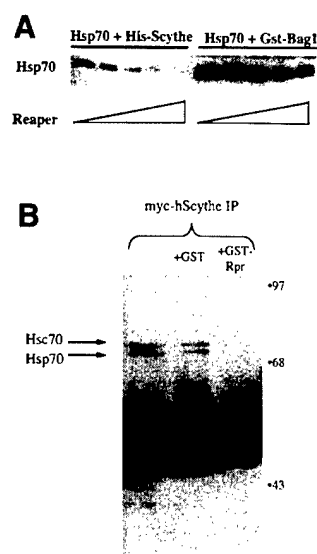 A
Hsp70 + His-Scythe Hsp70 + Gst-Bag1
Hsp70
Reaper
B
myc-hScythe IP
+GST +GST-
Rpr
•97
Hsc70
Hsp70
•68
•43